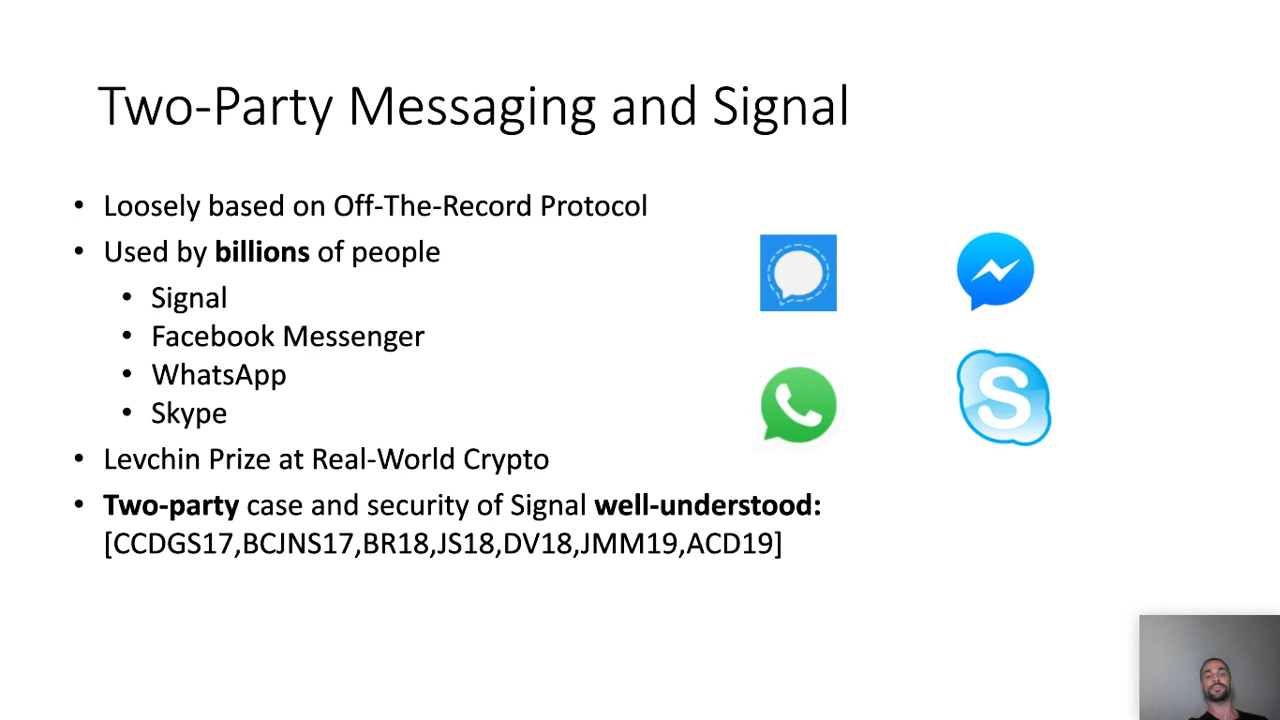 Two-Party Messaging and Signal
• Loosely based on Off-The-Record Protocol
• Used by billions of people
• Signal
• Facebook Messenger
• WhatsApp
• Skype
• Levchin Prize at Real-World Crypto
• Two-party case and security of Signal well-understood:
[CCDGS17,BCJNS17,BR18,JS18,DV18,JMM19,ACD19]
S